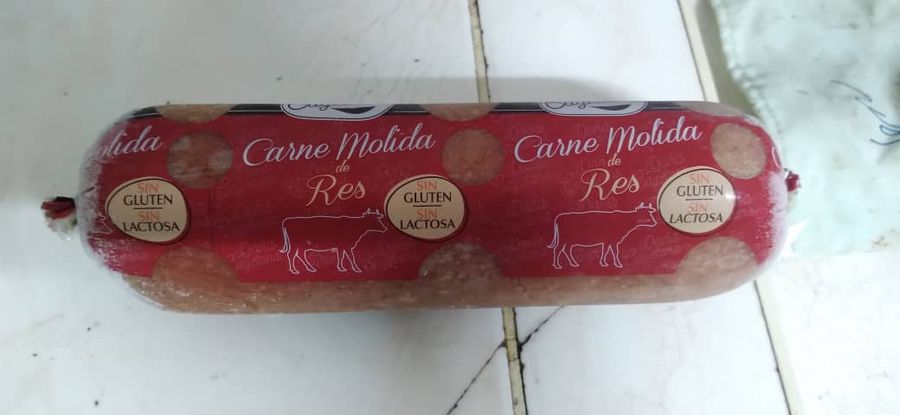 Carne Molida
de
Res
SIN
GLUTEN
SIN
LACTOSA
Carne Molida
de
Res
SIN
GLUTEN
SIN
LACTOSA
SIN
GLUTEN
SIN
LACTOSA